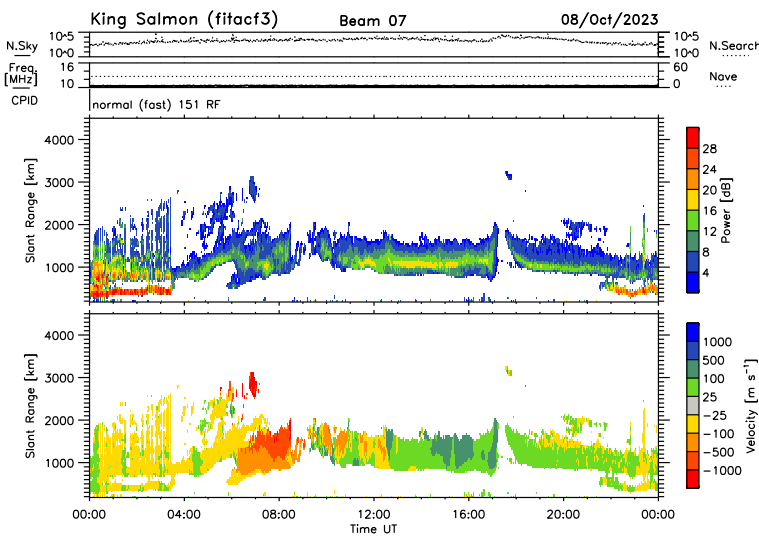 King Salmon (fitacf3) Beam 07 08/Oct/2023
N.Sky 10^5 10^0 10^5 10^0 N.Search
Freq [MHz] 16 10 60 0 Nave
CPID normal (fast) 151 RF
Slant Range [km] 4000 3000 2000 1000
Power [dB] 28 24 20 16 12 8 4
Slant Range [km] 4000 3000 2000 1000
Velocity [m s^-1] 1000 500 100 25 -25 -100 -500 -1000
00:00 04:00 08:00 12:00 16:00 20:00 00:00
Time UT